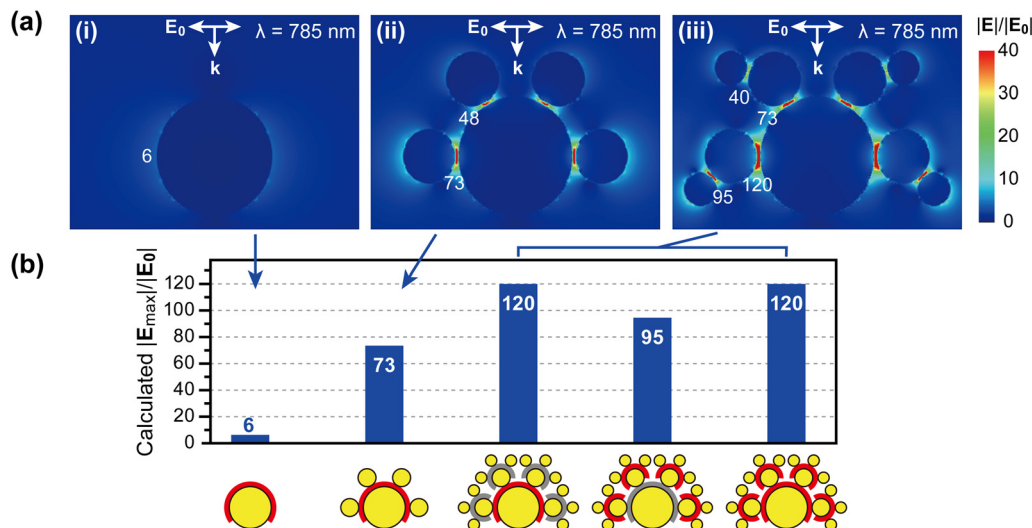 (a)
(i) E₀ λ = 785 nm
k
6
(ii) E₀ λ = 785 nm
k
48
73
(iii) E₀ λ = 785 nm
k
40
73
120
95
|E|/|E₀|
40
30
20
10
0
(b)
Calculated |Eₘₐₓ|/|E₀|
120
100
80
60
40
20
0
6
73
120
95
120